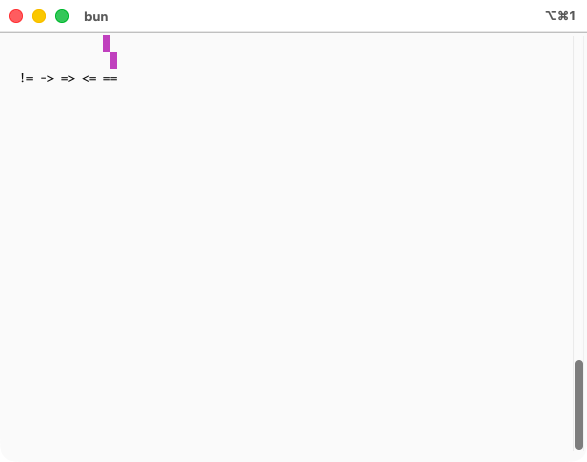 bun ⌥⌘1
!= -> => <= ==